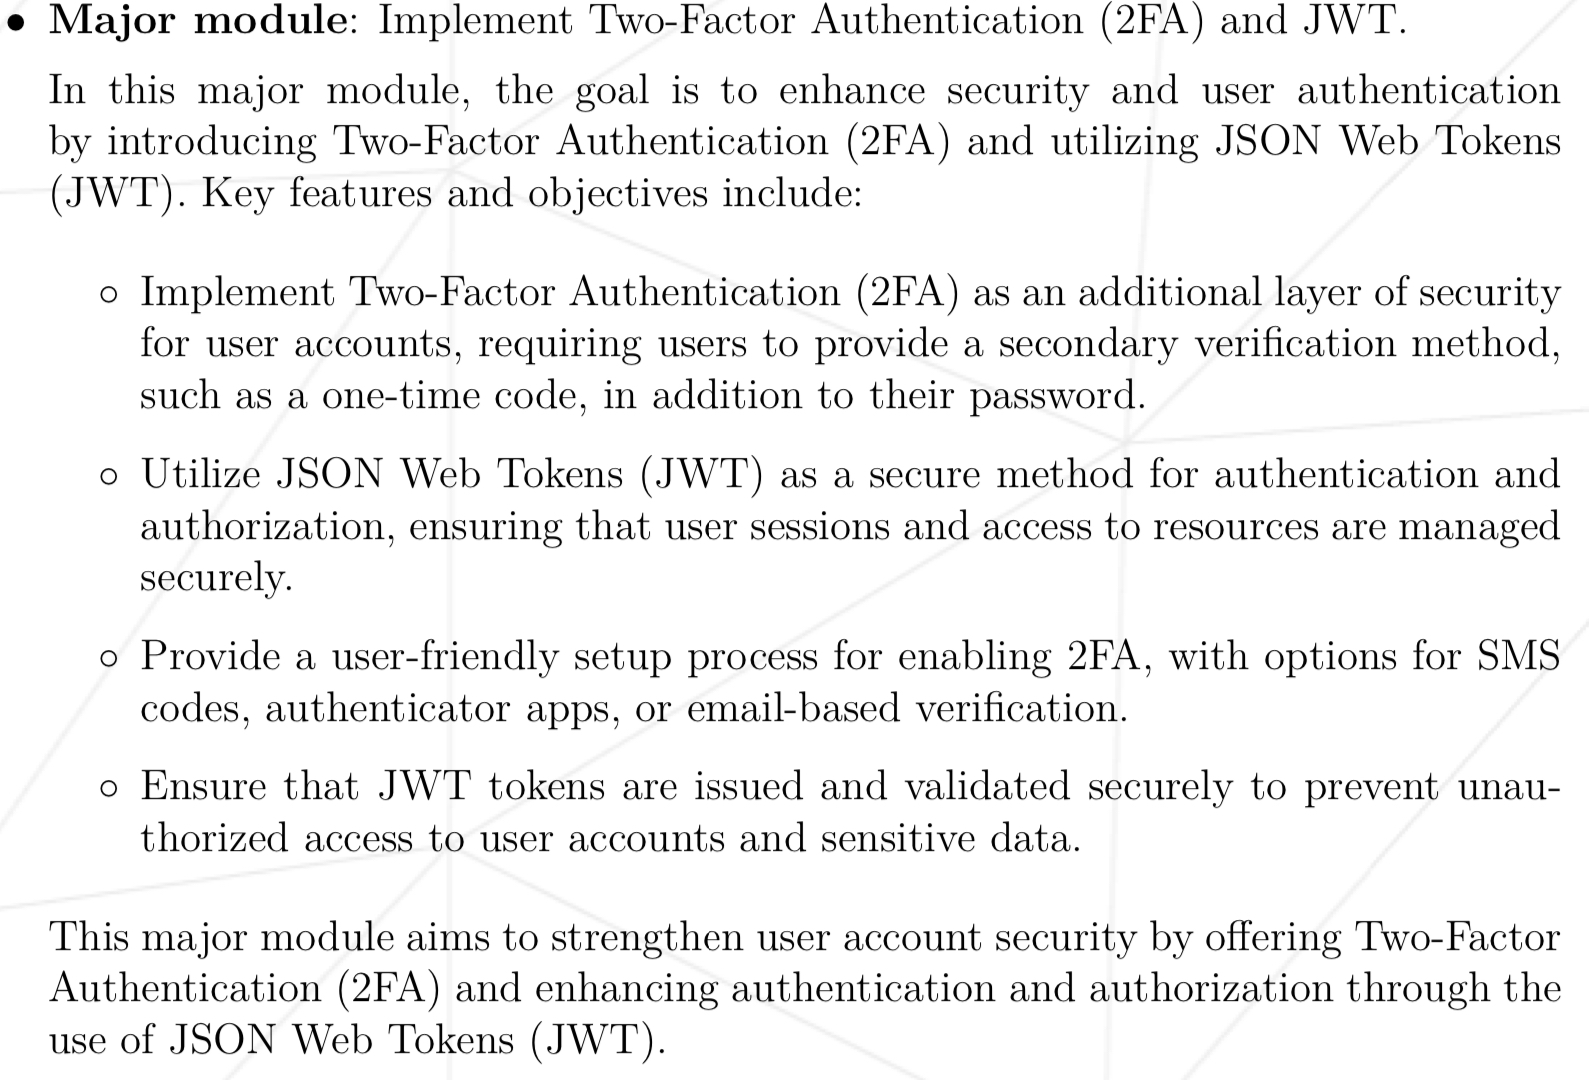 • Major module: Implement Two-Factor Authentication (2FA) and JWT.
In this major module, the goal is to enhance security and user authentication
by introducing Two-Factor Authentication (2FA) and utilizing JSON Web Tokens
(JWT). Key features and objectives include:
◦ Implement Two-Factor Authentication (2FA) as an additional layer of security
for user accounts, requiring users to provide a secondary verification method,
such as a one-time code, in addition to their password.
◦ Utilize JSON Web Tokens (JWT) as a secure method for authentication and
authorization, ensuring that user sessions and access to resources are managed
securely.
◦ Provide a user-friendly setup process for enabling 2FA, with options for SMS
codes, authenticator apps, or email-based verification.
◦ Ensure that JWT tokens are issued and validated securely to prevent unau-
thorized access to user accounts and sensitive data.
This major module aims to strengthen user account security by offering Two-Factor
Authentication (2FA) and enhancing authentication and authorization through the
use of JSON Web Tokens (JWT).